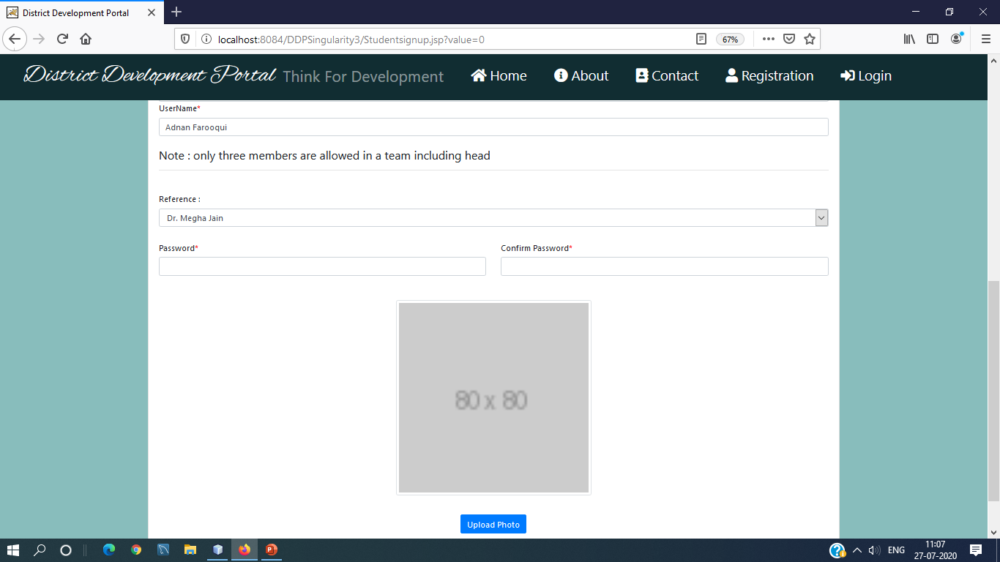 District Development Portal
localhost:8084/DDPSingularity3/Studentsignup.jsp?value=0
67%
District Development Portal Think For Development Home About Contact Registration Login
UserName*
Adnan Farooqui
Note : only three members are allowed in a team including head
Reference :
Dr. Megha Jain
Password* Confirm Password*
80 x 80
Upload Photo
ENG 11:07
27-07-2020